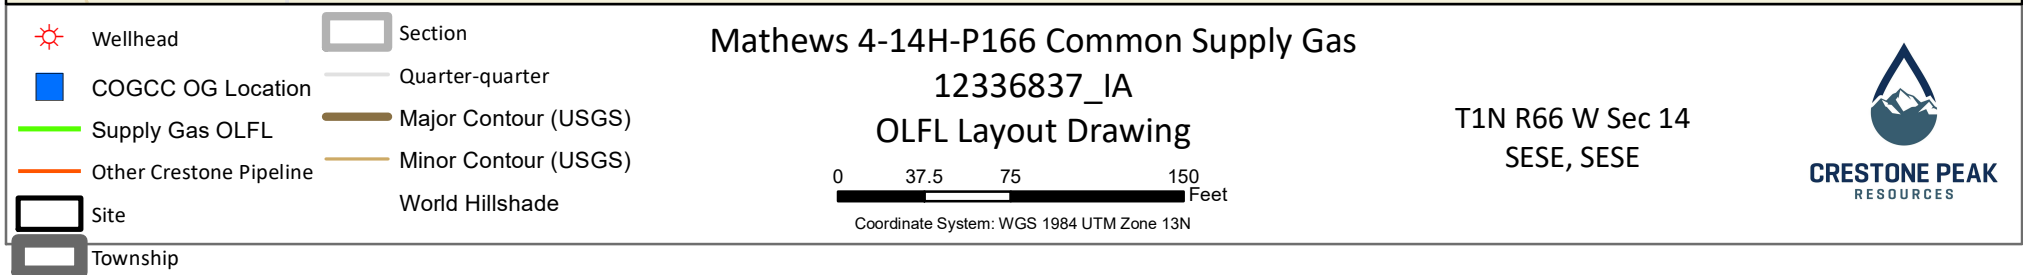 Wellhead
COGCC OG Location
Supply Gas OLFL
Other Crestone Pipeline
Site
Township
Section
Quarter-quarter
Major Contour (USGS)
Minor Contour (USGS)
World Hillshade
Mathews 4-14H-P166 Common Supply Gas
12336837_IA
OLFL Layout Drawing
0 37.5 75 150
Feet
Coordinate System: WGS 1984 UTM Zone 13N
T1N R66 W Sec 14
SESE, SESE
CRESTONE PEAK
RESOURCES